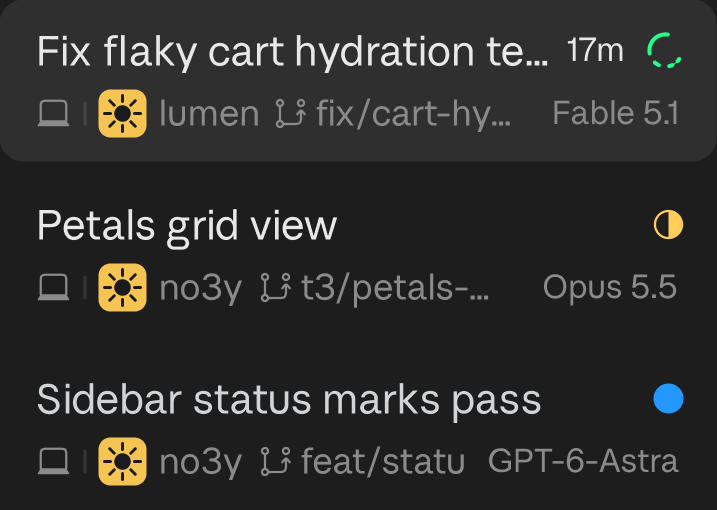 Fix flaky cart hydration te... 17m
lumen fix/cart-hy... Fable 5.1
Petals grid view
no3y t3/petals-... Opus 5.5
Sidebar status marks pass
no3y feat/statu GPT-6-Astra